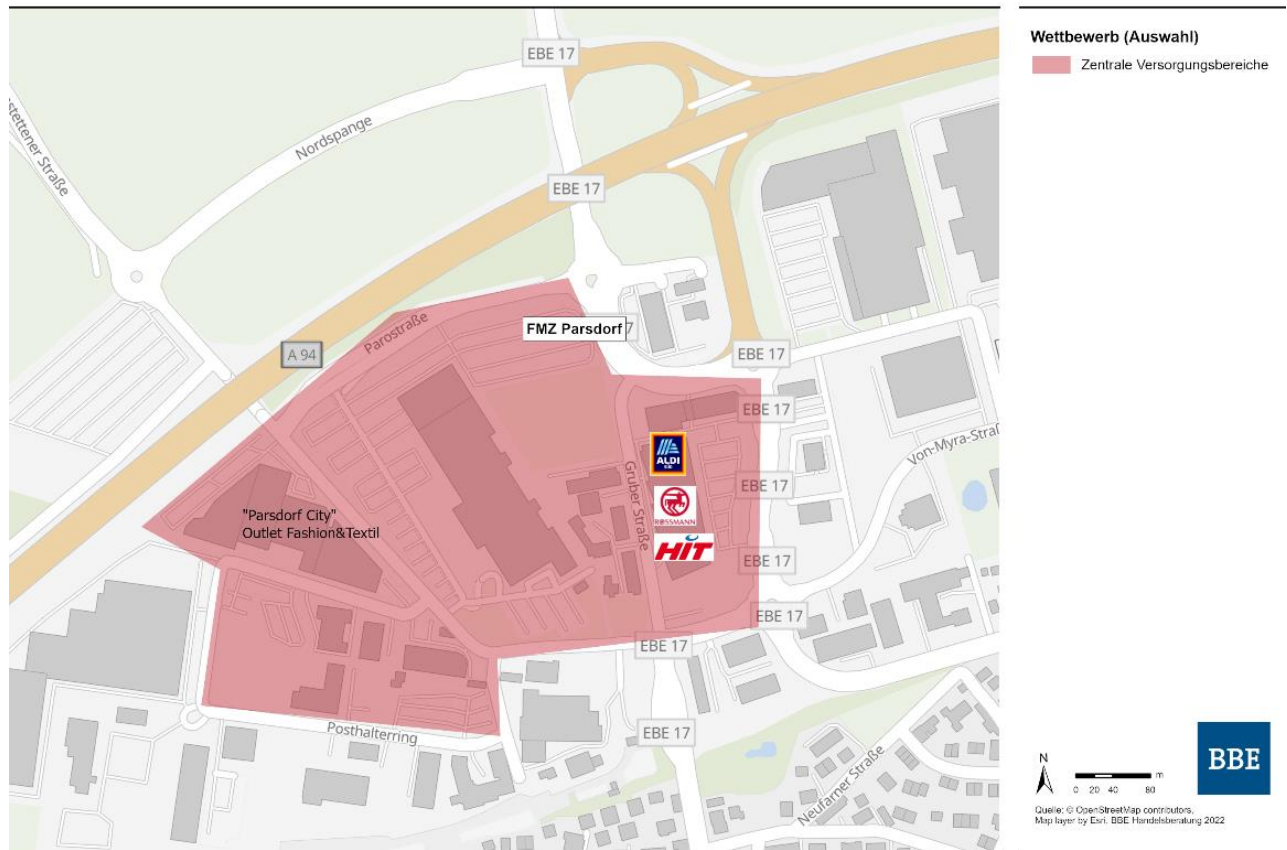 EBE 17
Wettbewerb (Auswahl)
Zentrale Versorgungsbereiche
stettener Straße
Nordspange
EBE 17
FMZ Parsdorf
7
Parostraße
A 94
EBE 17
EBE 17
ALDI
SÜD
Von-Myra-Straß
Gruber Straße
EBE 17
ROSSMANN
"Parsdorf City"
Outlet Fashion&Textil
HIT
EBE 17
EBE 17
EBE 17
Posthalterring
EBE 17
Neufarner Straße
BBE
N
m
0 20 40 80
Quelle: © OpenStreetMap contributors,
Map layer by Esri, BBE Handelsberatung 2022